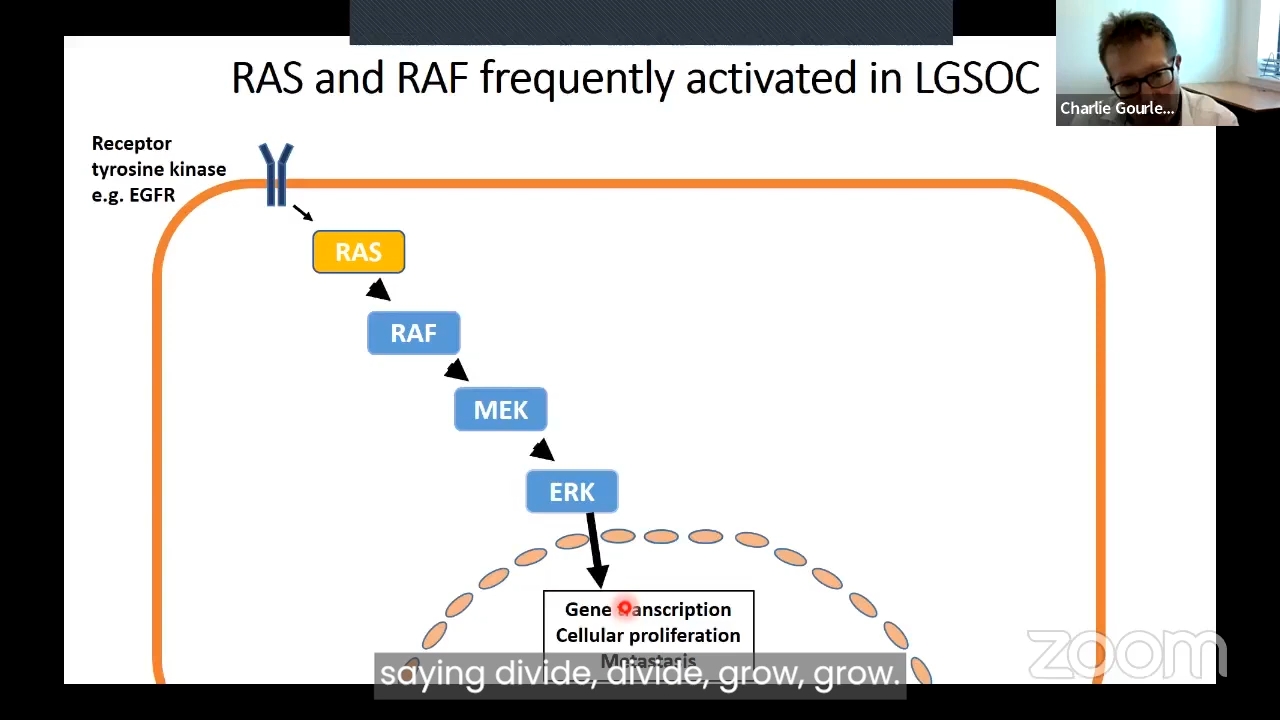 RAS and RAF frequently activated in LGSOC
Charlie Gourle...
Receptor
tyrosine kinase
e.g. EGFR
RAS
RAF
MEK
ERK
Gene transcription
Cellular proliferation
Metastasis
saying divide, divide, grow, grow.
zoom